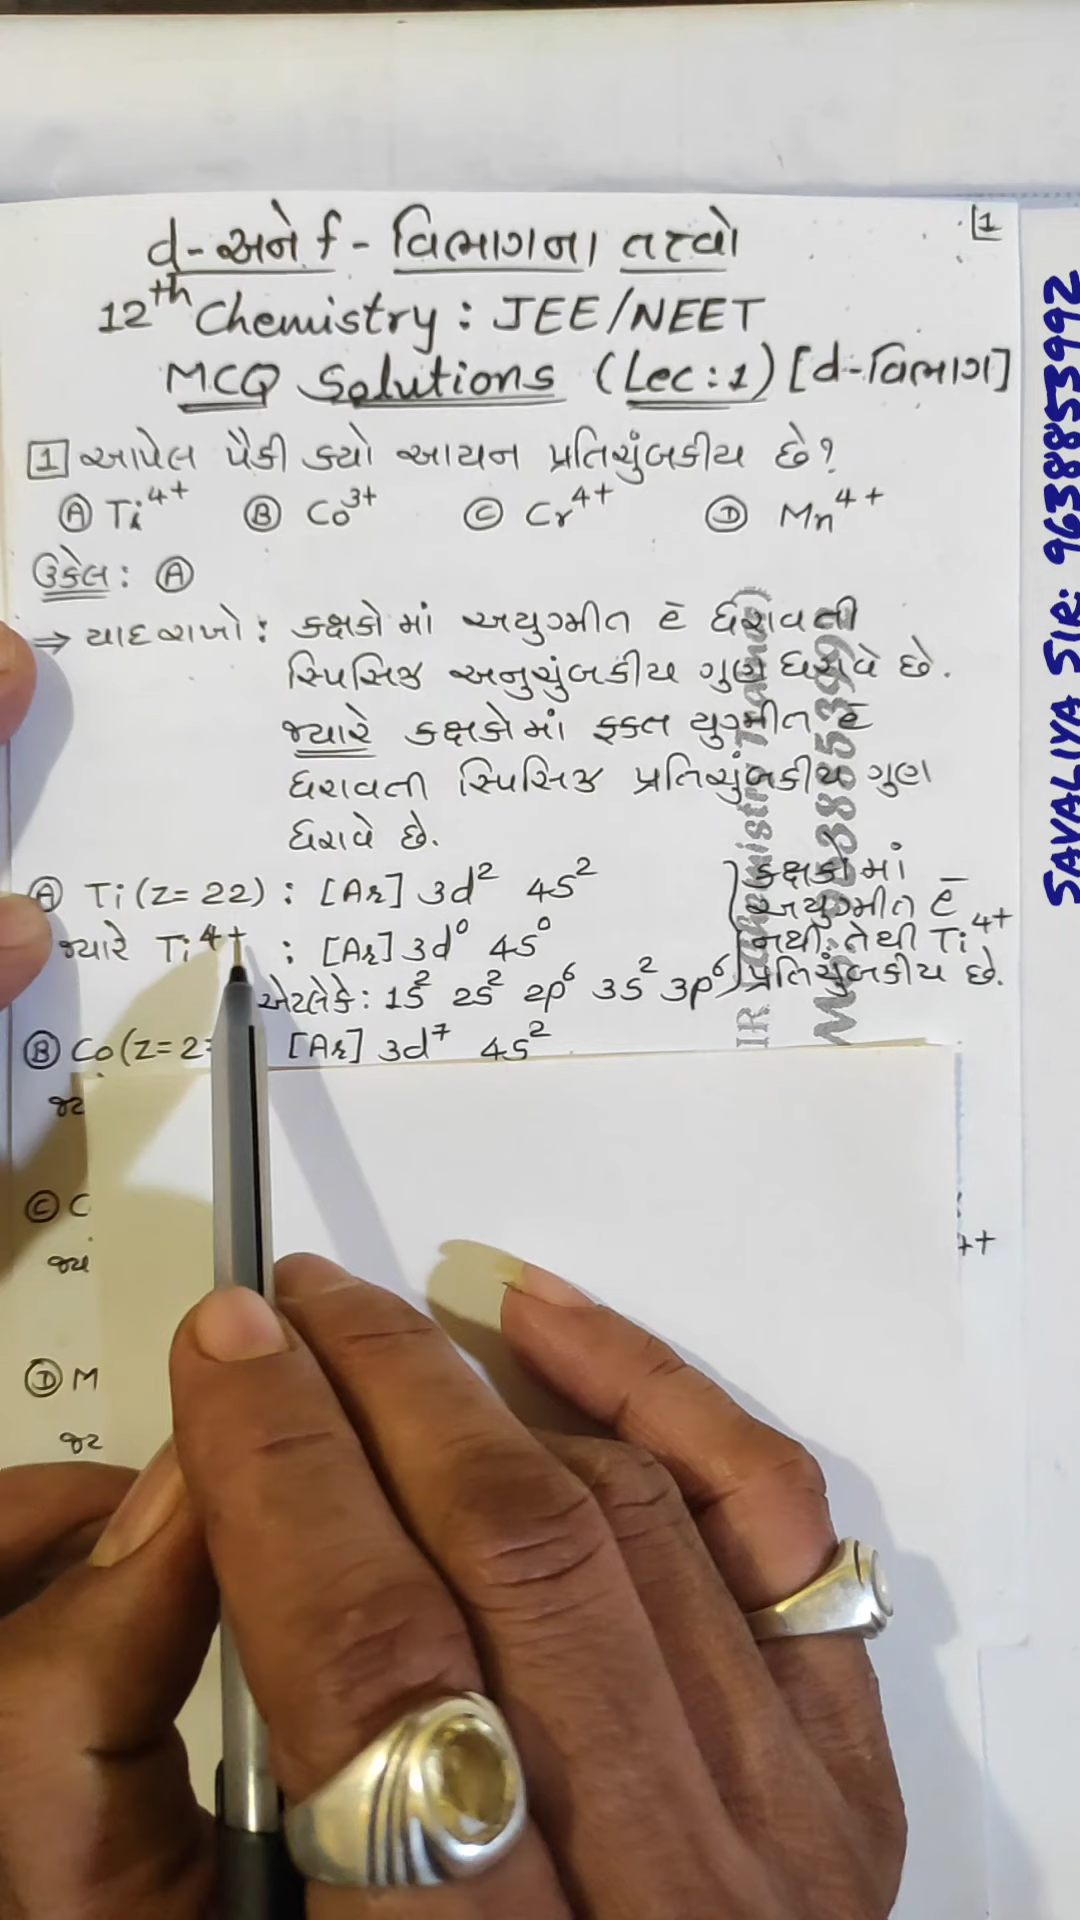 1
d-અને f - વિભાગના તત્વો
12th Chemistry : JEE/NEET
MCQ Solutions (Lec:1) [d-વિભાગ]
1 આપેલ પૈકી ક્યો આયન પ્રતિચુંબકીય છે?
Ⓐ Ti4+ Ⓑ Co3+ Ⓒ Cr4+ Ⓓ Mn4+
ઉકેલ: Ⓐ
⇒ યાદ રાખો: કક્ષકોમાં અયુગ્મીત ē ધરાવતી
સ્પિસિઝ અનુચુંબકીય ગુણ ધરાવે છે.
જ્યારે કક્ષકોમાં ફક્ત યુગ્મીત ē
ધરાવતી સ્પિસિઝ પ્રતિચુંબકીય ગુણ
ધરાવે છે.
Ⓐ Ti(Z=22): [Ar] 3d2 4s2
જ્યારે Ti4+ : [Ar] 3d0 4s0
એટલેકે: 1s2 2s2 2p6 3s2 3p6
કક્ષકોમાં
અયુગ્મીત ē
નથી. તેથી Ti4+
પ્રતિચુંબકીય છે.
Ⓑ Co(Z=2 [Ar] 3d7 4s2
Ⓒ C
4+
Ⓓ M
SAVALIYA SIR: 9638853992